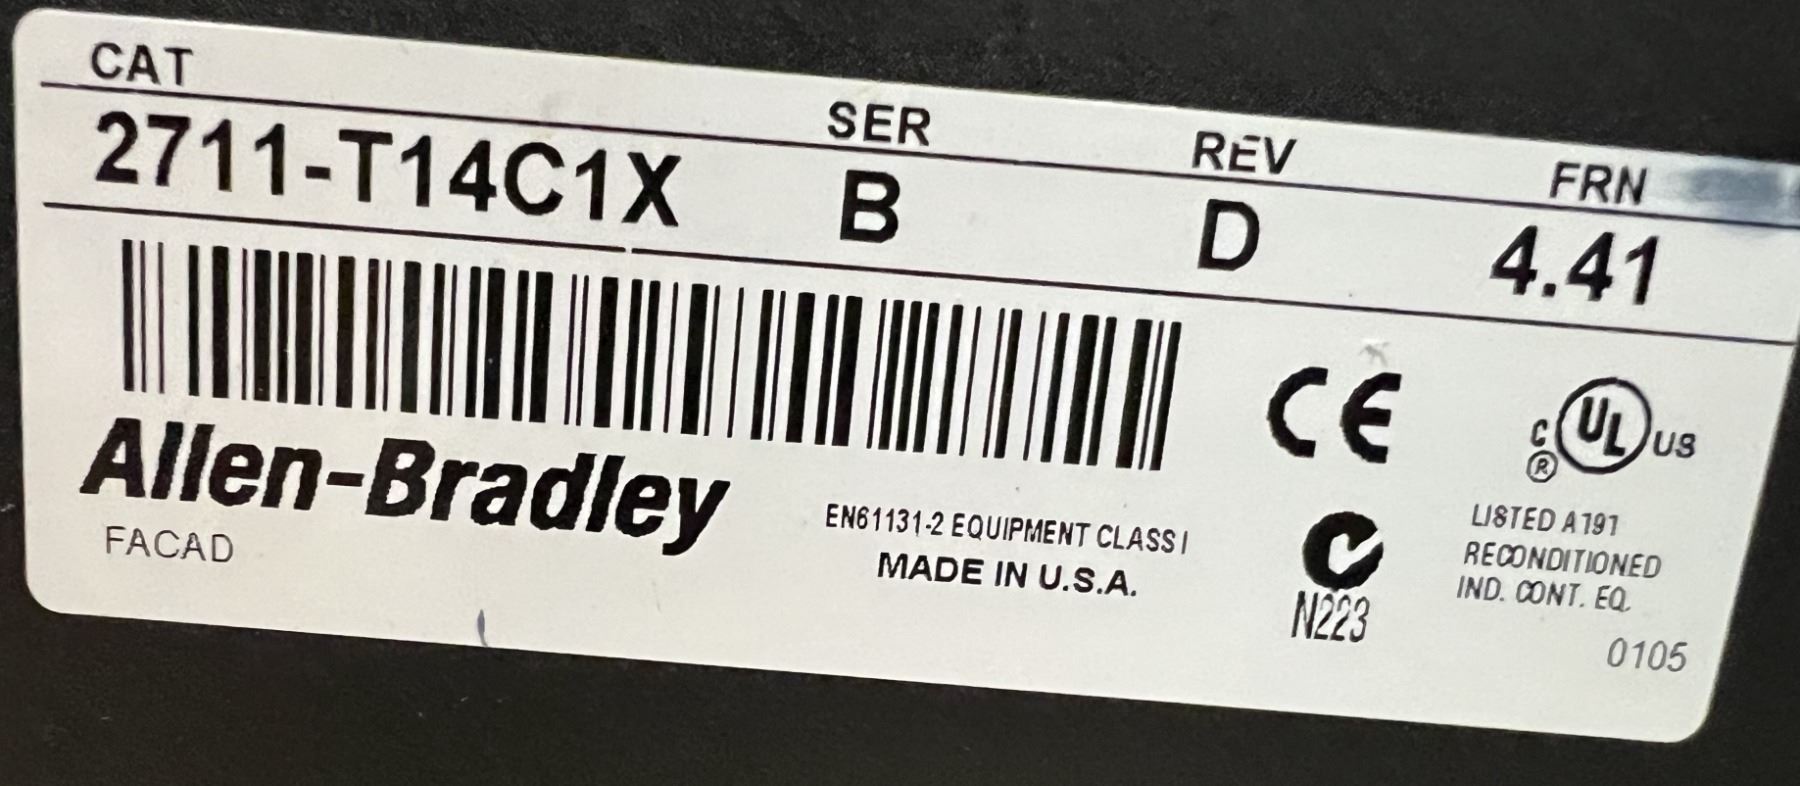 CAT SER REV FRN
2711-T14C1X B D 4.41
Allen-Bradley
FACAD
EN61131-2 EQUIPMENT CLASS I
MADE IN U.S.A.
CE
N223
C UL US
®
LISTED A191
RECONDITIONED
IND. CONT. EQ.
0105